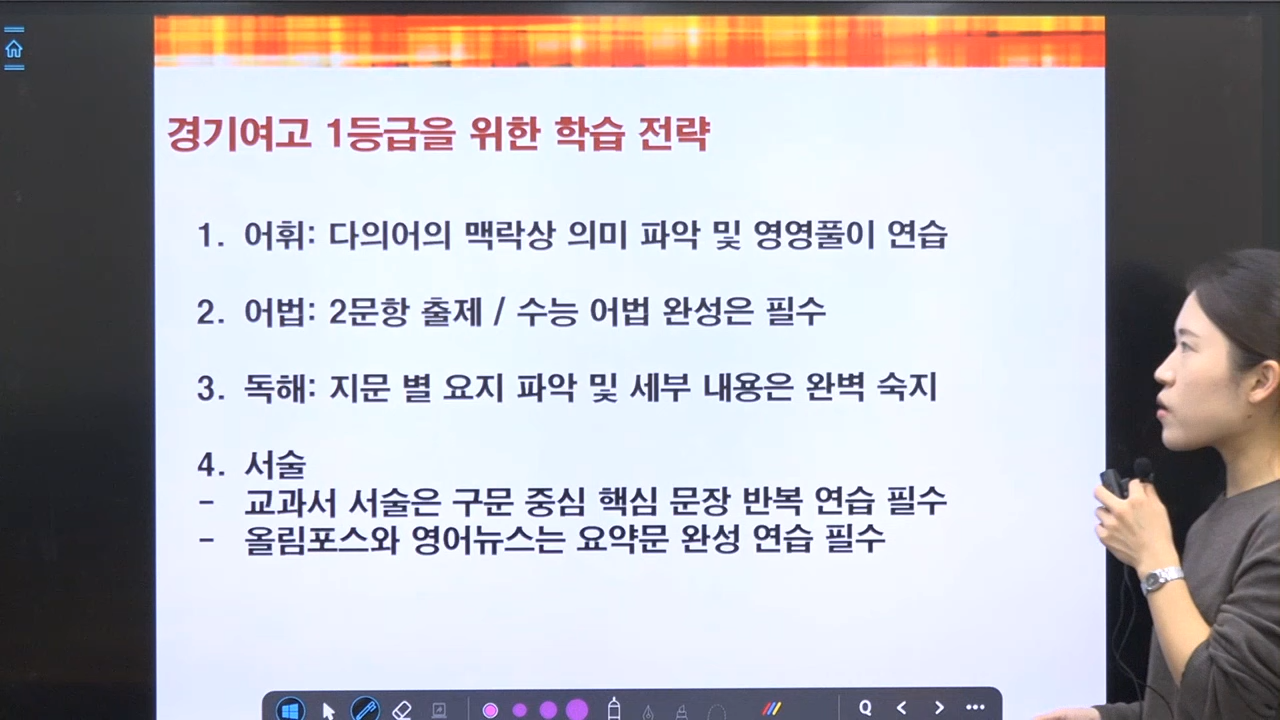 경기여고 1등급을 위한 학습 전략
1. 어휘: 다의어의 맥락상 의미 파악 및 영영풀이 연습
2. 어법: 2문항 출제 / 수능 어법 완성은 필수
3. 독해: 지문 별 요지 파악 및 세부 내용은 완벽 숙지
4. 서술
- 교과서 서술은 구문 중심 핵심 문장 반복 연습 필수
- 올림포스와 영어뉴스는 요약문 완성 연습 필수